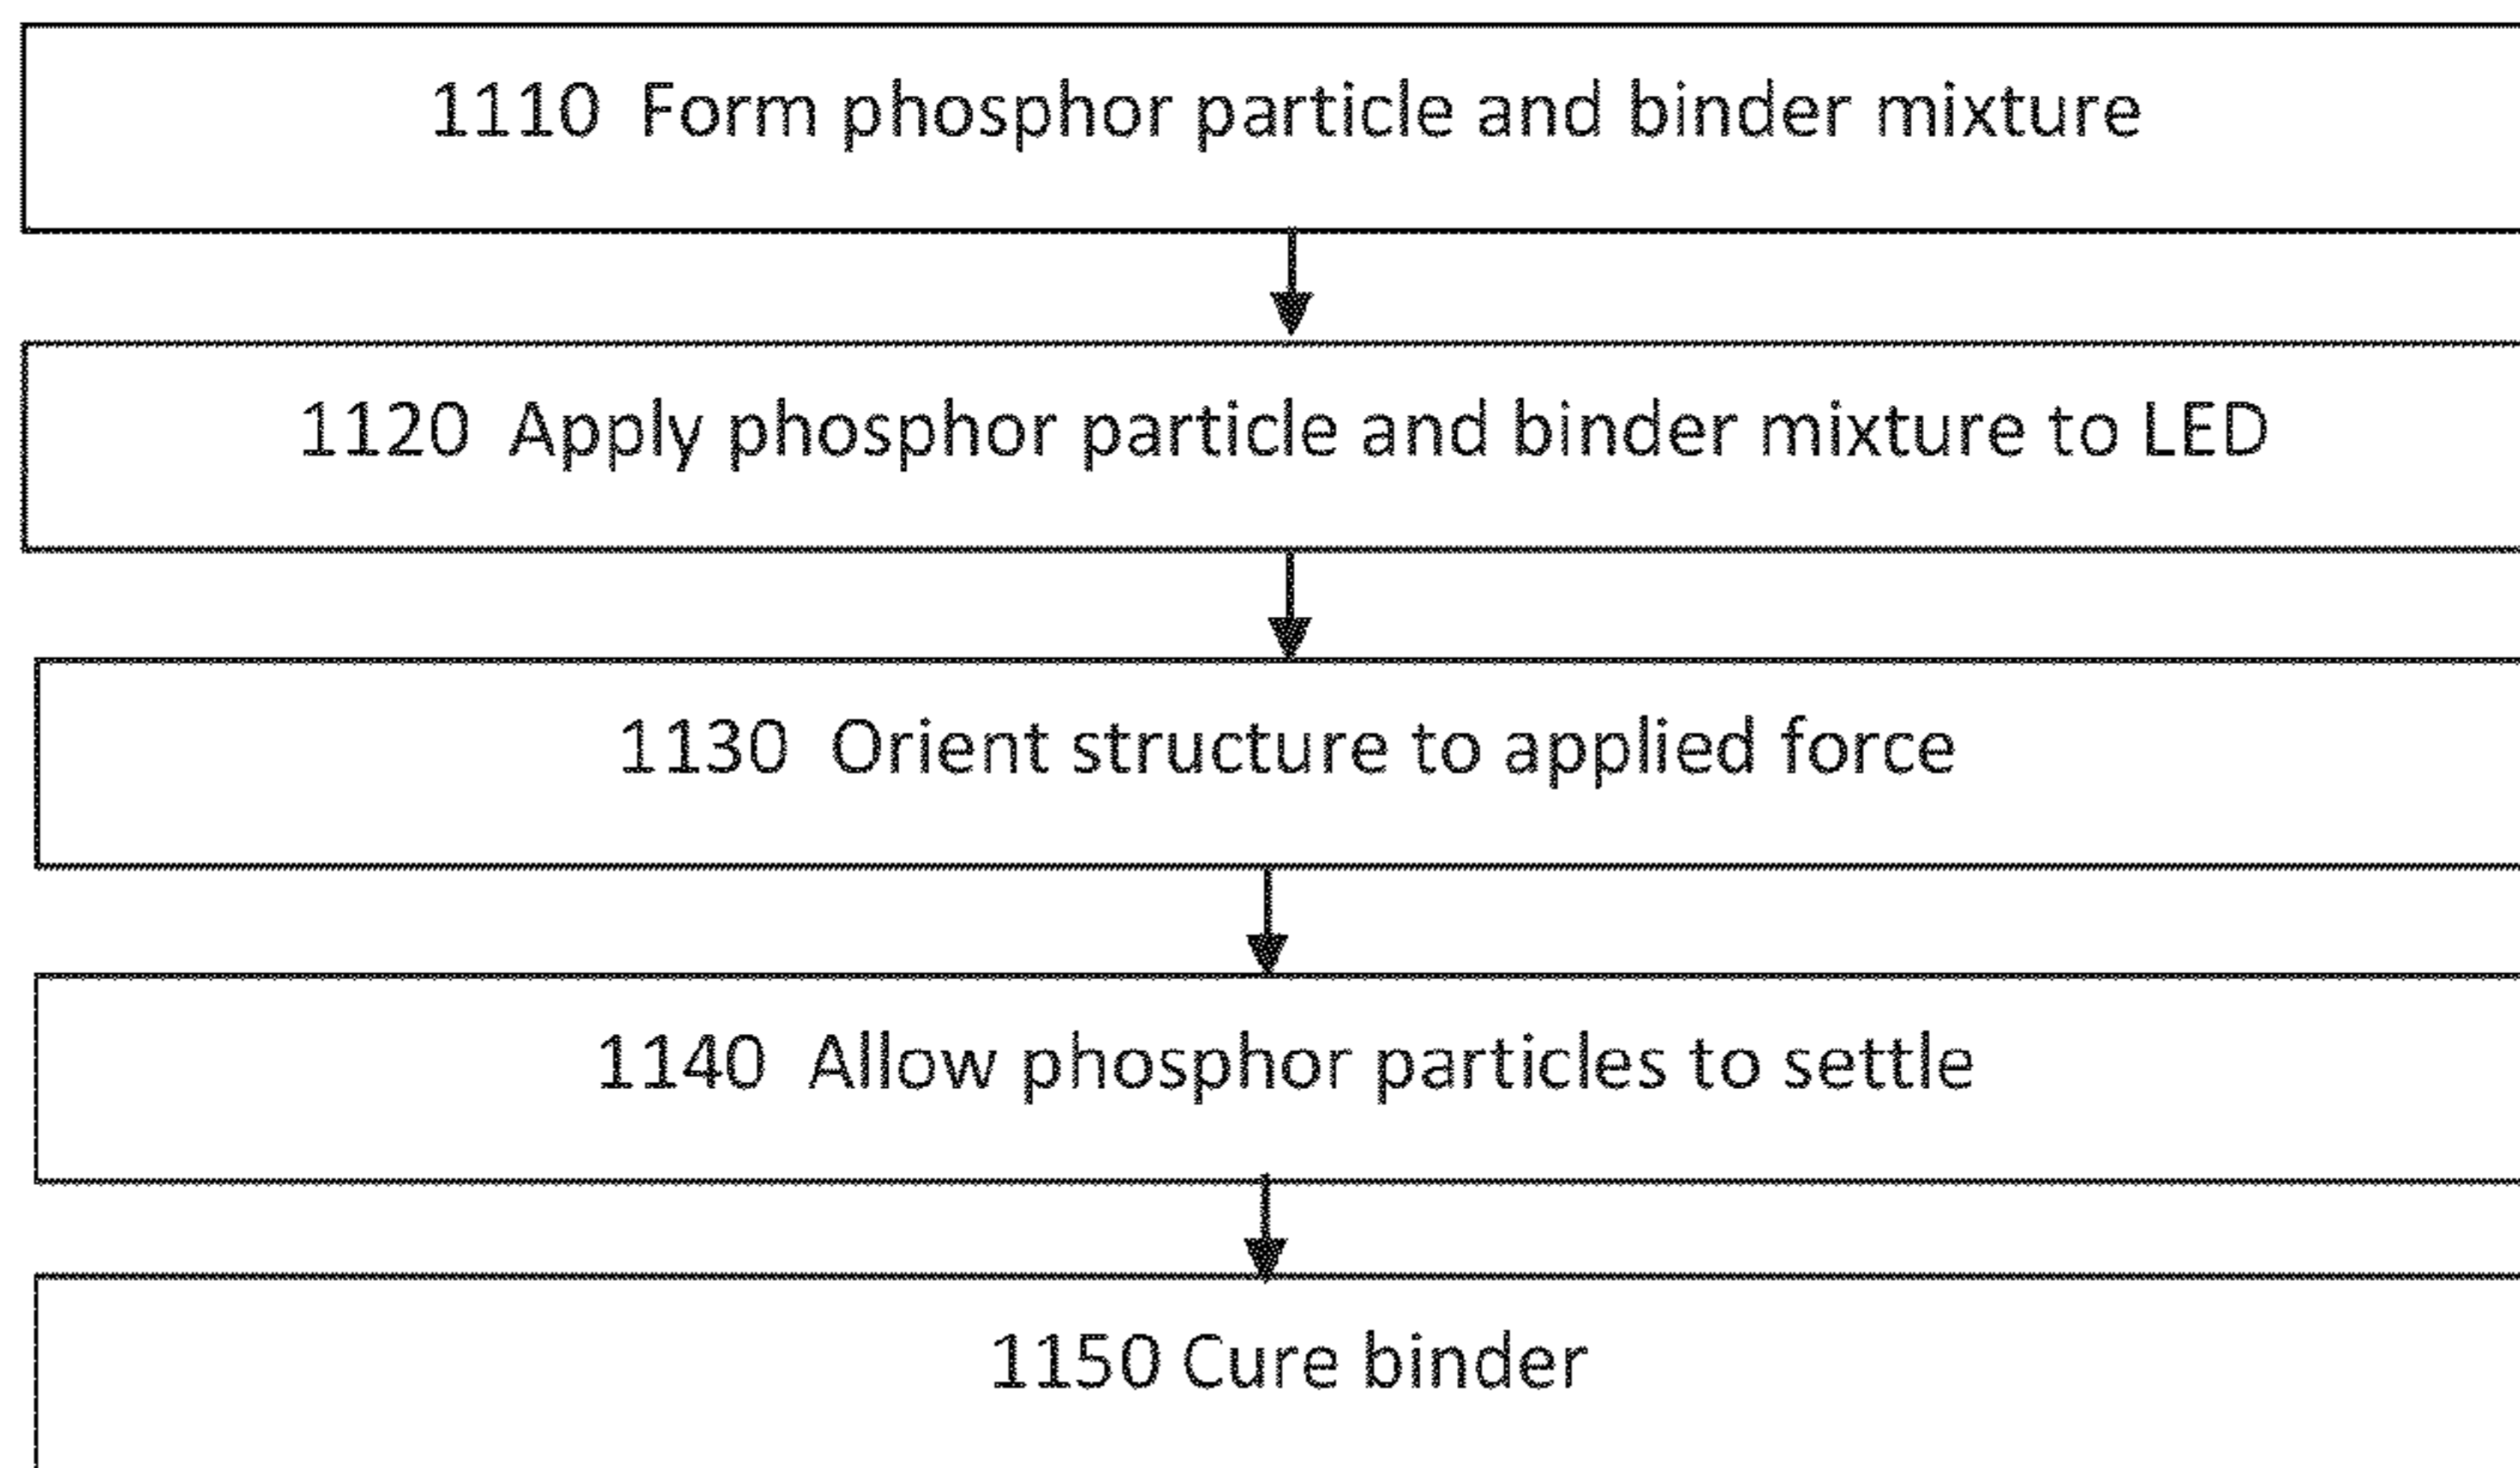 1110 Form phosphor particle and binder mixture
1120 Apply phosphor particle and binder mixture to LED
1130 Orient structure to applied force
1140 Allow phosphor particles to settle
1150 Cure binder